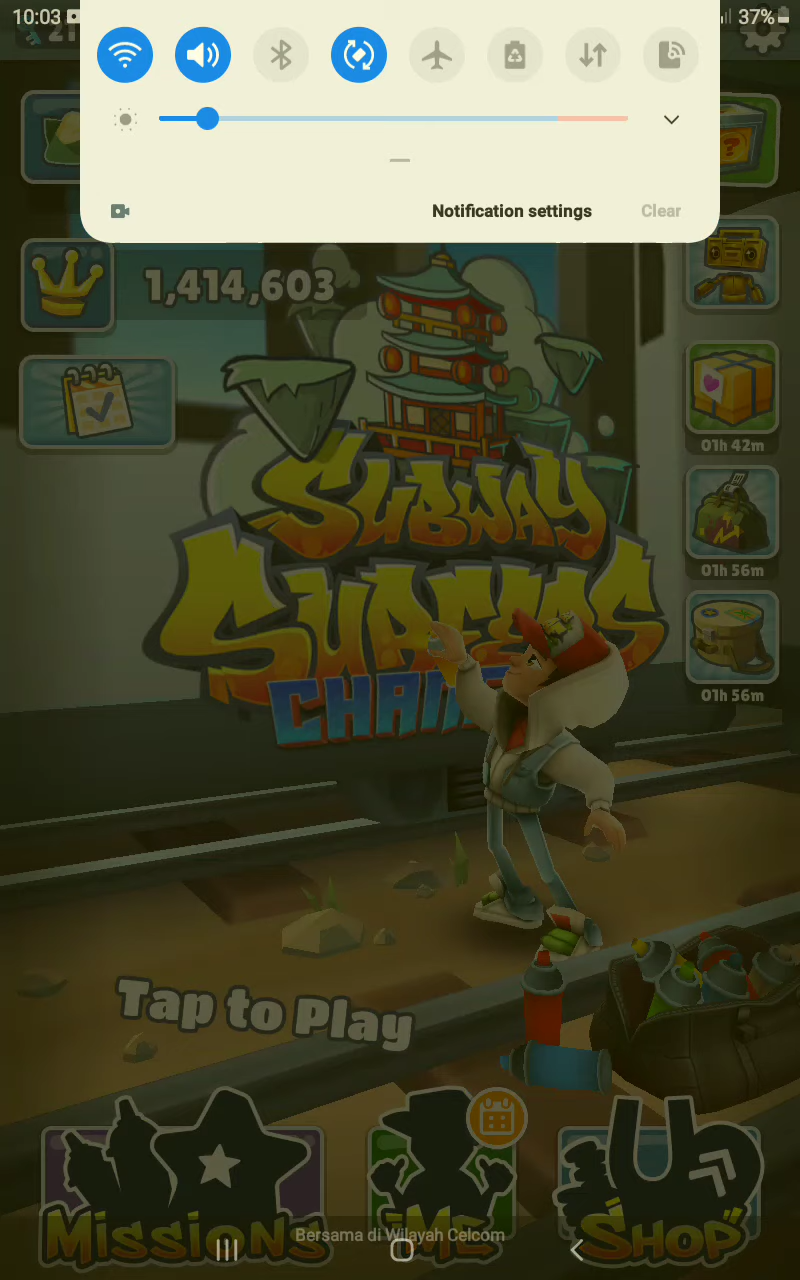 10:03
37%
21
Notification settings
Clear
1,414,603
01h 42m
SUBWAY
SURFERS
01h 56m
01h 56m
Tap to Play
MISSIONS
ME
SHOP
Bersama di Wilayah Celcom